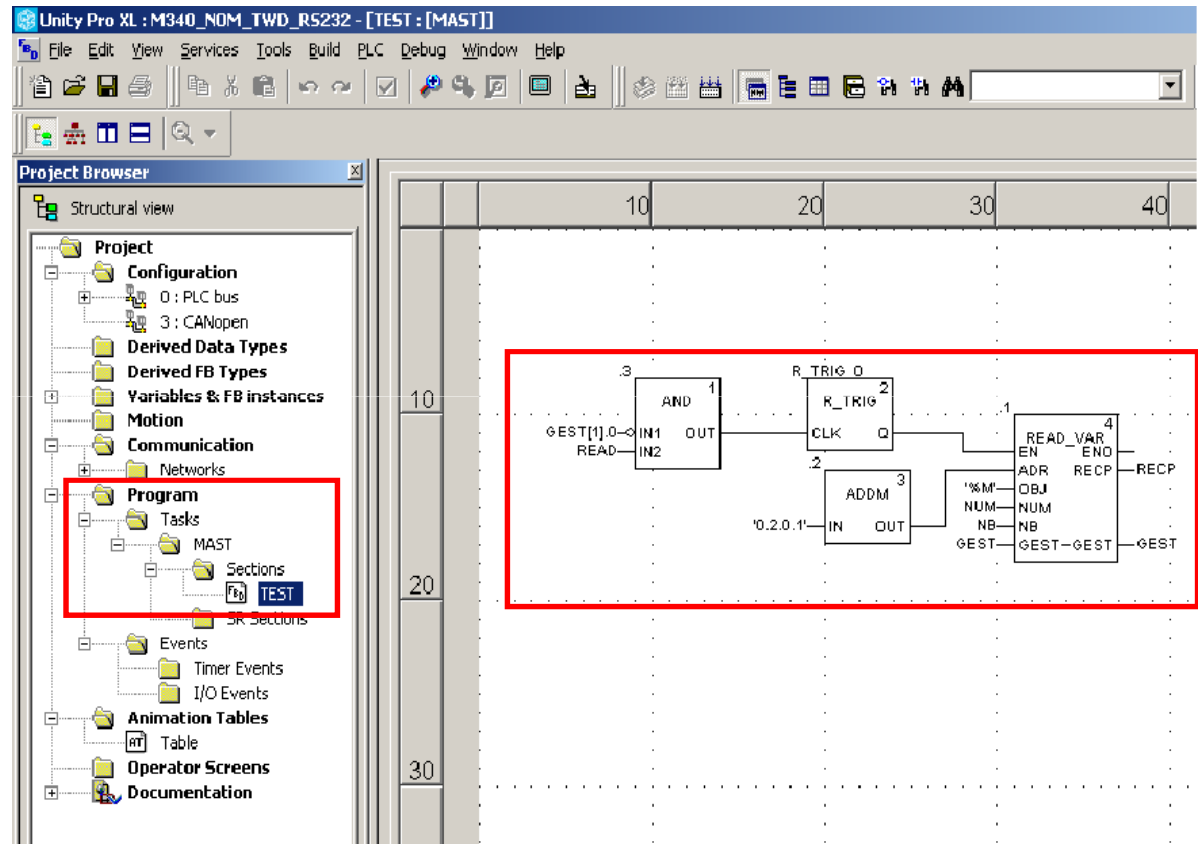 Unity Pro XL : M340_NOM_TWD_RS232 - [TEST : [MAST]]
File Edit View Services Tools Build PLC Debug Window Help
Project Browser
Structural view
Project
Configuration
0 : PLC bus
3 : CANopen
Derived Data Types
Derived FB Types
Variables & FB instances
Motion
Communication
Networks
Program
Tasks
MAST
Sections
FBD TEST
SR Sections
Events
Timer Events
I/O Events
Animation Tables
AT Table
Operator Screens
Documentation
10 20 30 40
10
20
30
.3
1
AND
GEST[1].0 IN1 OUT
READ IN2
R_TRIG_0
2
R_TRIG
CLK Q
.2
3
ADDM
'0.2.0.1' IN OUT
.1
4
READ_VAR
EN ENO
ADR RECP RECP
'%M' OBJ
NUM NUM
NB NB
GEST GEST-GEST GEST